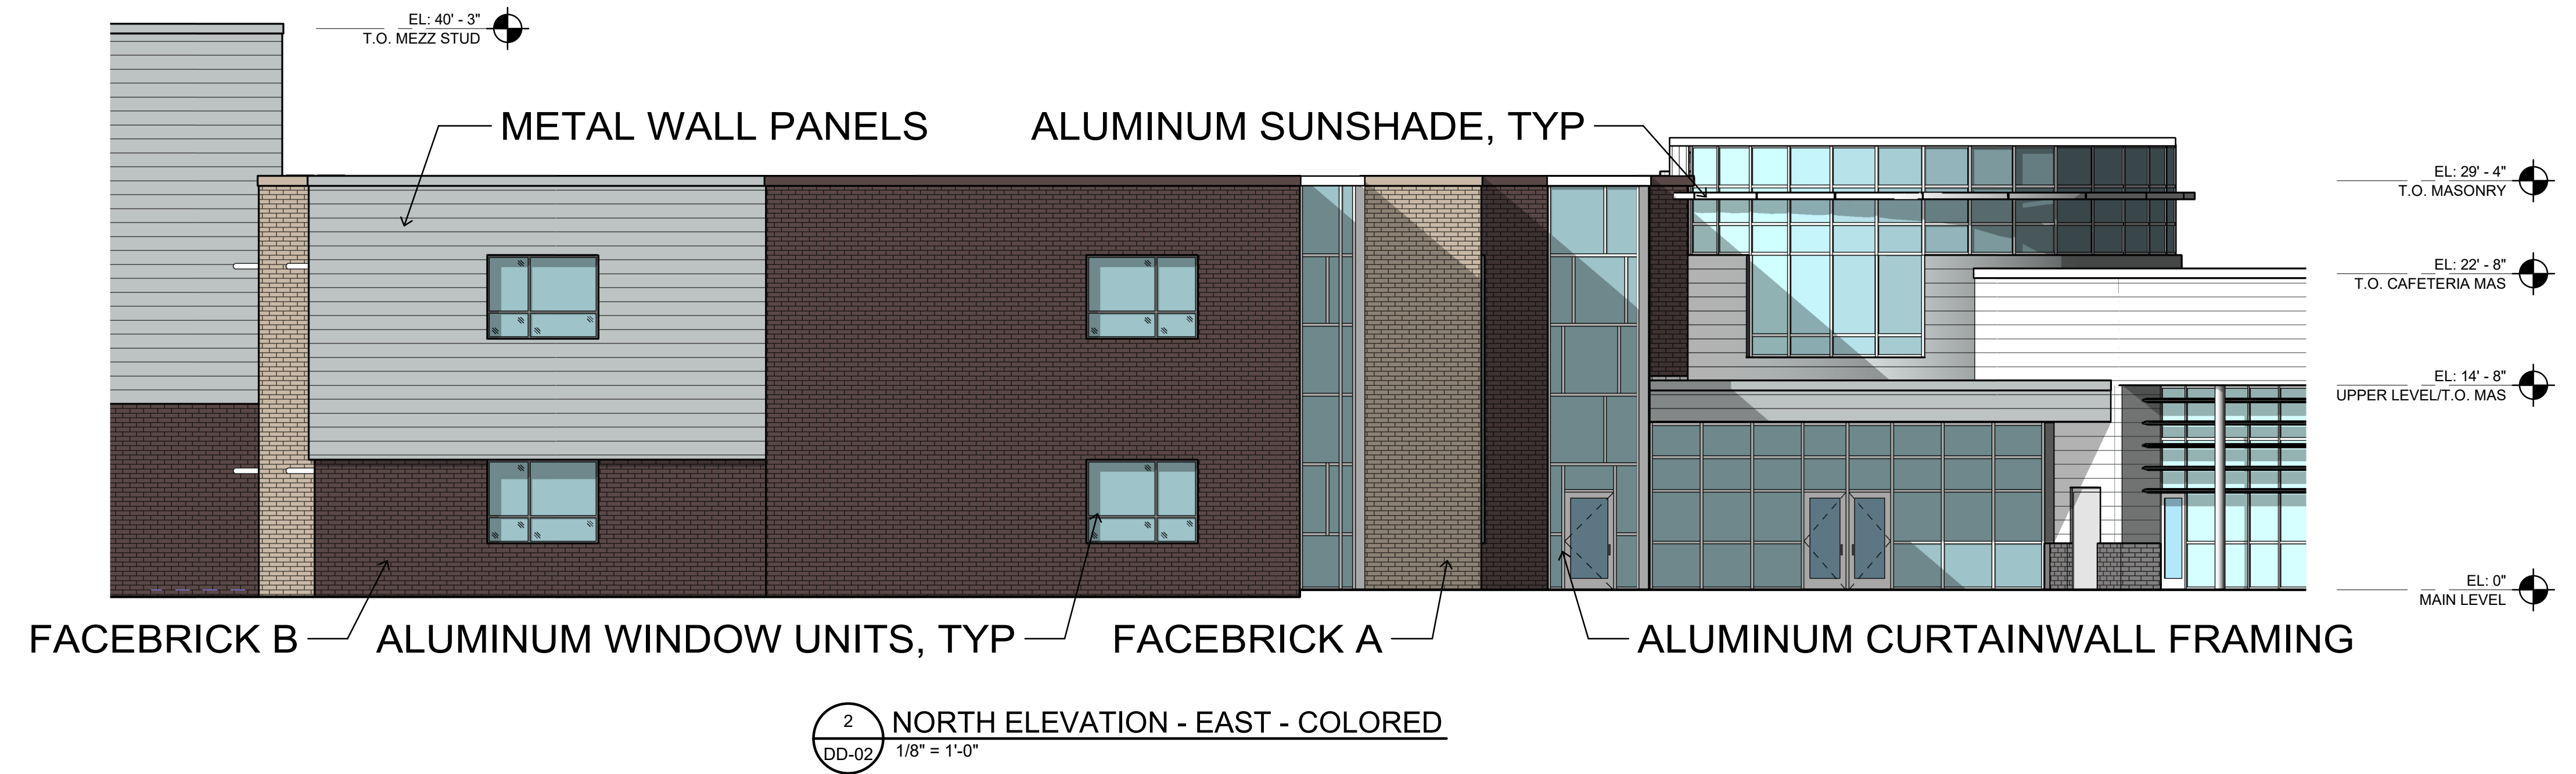 EL: 40' - 3"
T.O. MEZZ STUD
METAL WALL PANELS
ALUMINUM SUNSHADE, TYP
EL: 29' - 4"
T.O. MASONRY
EL: 22' - 8"
T.O. CAFETERIA MAS
EL: 14' - 8"
UPPER LEVEL/T.O. MAS
EL: 0"
MAIN LEVEL
FACEBRICK B
ALUMINUM WINDOW UNITS, TYP
FACEBRICK A
ALUMINUM CURTAINWALL FRAMING
2
DD-02
NORTH ELEVATION - EAST - COLORED
1/8" = 1'-0"